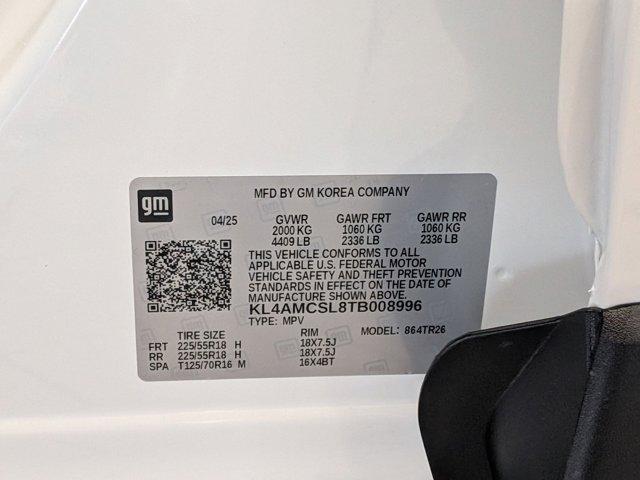 gm
MFD BY GM KOREA COMPANY
04/25 GVWR GAWR FRT GAWR RR
2000 KG 1060 KG 1060 KG
4409 LB 2336 LB 2336 LB
THIS VEHICLE CONFORMS TO ALL
APPLICABLE U.S. FEDERAL MOTOR
VEHICLE SAFETY AND THEFT PREVENTION
STANDARDS IN EFFECT ON THE DATE OF
MANUFACTURE SHOWN ABOVE.
KL4AMCSL8TB008996
TYPE: MPV MODEL: 864TR26
TIRE SIZE RIM
FRT 225/55R18 H 18X7.5J
RR 225/55R18 H 18X7.5J
SPA T125/70R16 M 16X4BT